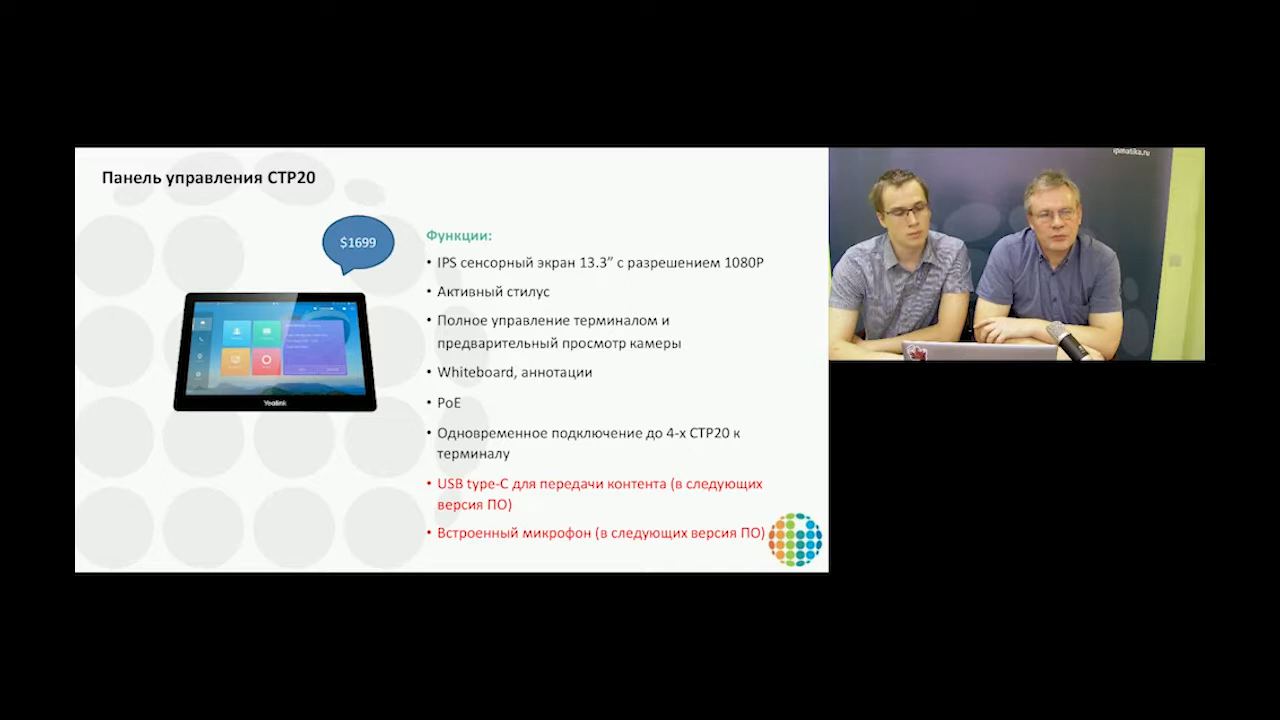 Панель управления CTP20
$1699
Функции:
• IPS сенсорный экран 13.3” с разрешением 1080P
• Активный стилус
• Полное управление терминалом и
предварительный просмотр камеры
• Whiteboard, аннотации
• PoE
• Одновременное подключение до 4-х CTP20 к
терминалу
• USB type-C для передачи контента (в следующих
версия ПО)
• Встроенный микрофон (в следующих версия ПО)
Yealink
ipmatika.ru